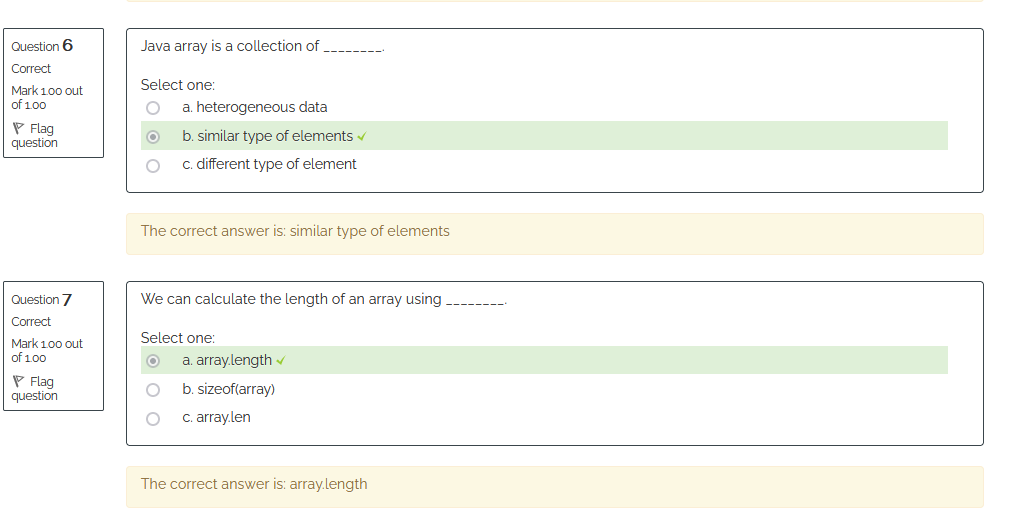 Question 6
Correct
Mark 1.00 out
of 1.00
Flag
question
Java array is a collection of ________.
Select one:
a. heterogeneous data
b. similar type of elements
c. different type of element
The correct answer is: similar type of elements
Question 7
Correct
Mark 1.00 out
of 1.00
Flag
question
We can calculate the length of an array using ________.
Select one:
a. array.length
b. sizeof(array)
c. array.len
The correct answer is: array.length